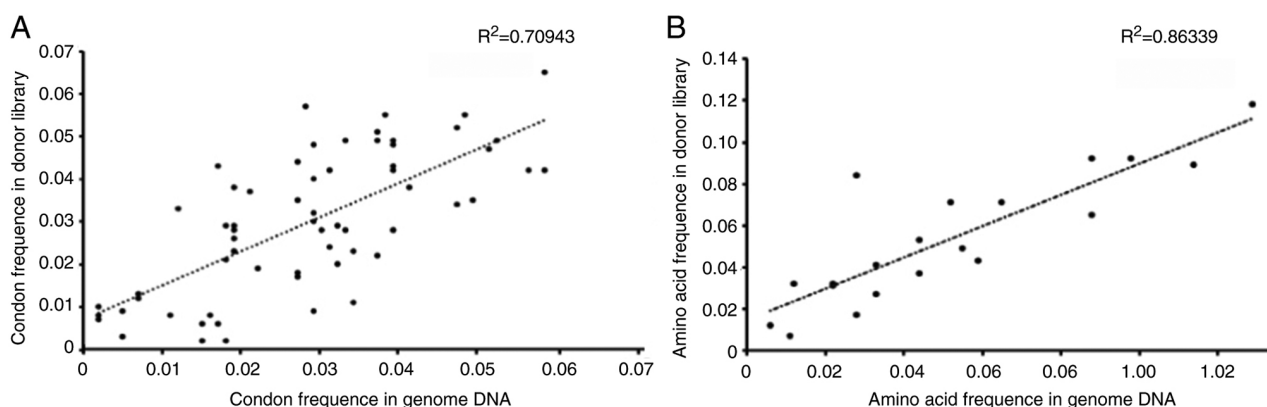 A
R²=0.70943
Condon frequence in donor library
0.07
0.06
0.05
0.04
0.03
0.02
0.01
0
0 0.01 0.02 0.03 0.04 0.05 0.06 0.07
Condon frequence in genome DNA
B
R²=0.86339
Amino acid frequence in donor library
0.14
0.12
0.10
0.08
0.06
0.04
0.02
0
0 0.02 0.04 0.06 0.06 1.00 1.02
Amino acid frequence in genome DNA